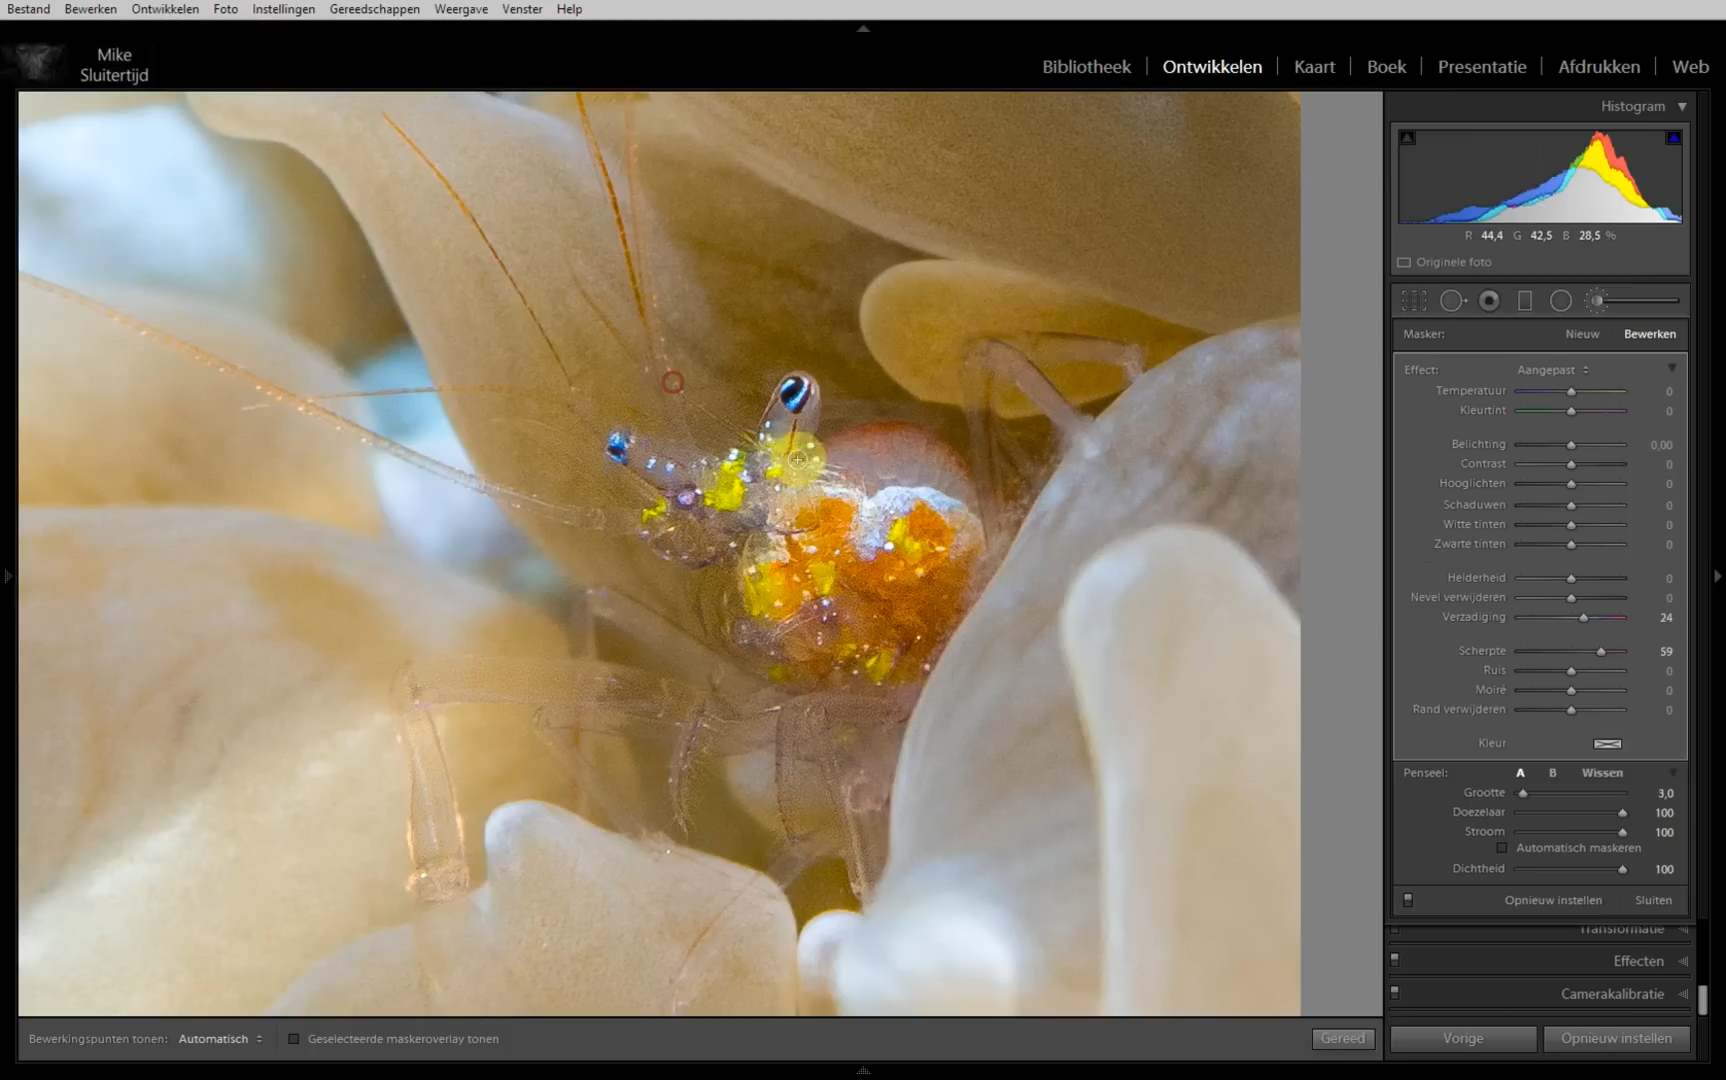 Bestand Bewerken Ontwikkelen Foto Instellingen Gereedschappen Weergave Venster Help
Mike
Sluitertijd
Bibliotheek Ontwikkelen Kaart Boek Presentatie Afdrukken Web
Histogram
R 44,4 G 42,5 B 28,5 %
Originele foto
Masker: Nieuw Bewerken
Effect: Aangepast
Temperatuur 0
Kleurtint 0
Belichting 0,00
Contrast 0
Hooglichten 0
Schaduwen 0
Witte tinten 0
Zwarte tinten 0
Helderheid 0
Nevel verwijderen 0
Verzadiging 24
Scherpte 59
Ruis 0
Moiré 0
Rand verwijderen 0
Kleur
Penseel: A B Wissen
Grootte 3,0
Doezelaar 100
Stroom 100
Automatisch maskeren
Dichtheid 100
Opnieuw instellen Sluiten
Transformatie
Effecten
Camerakalibratie
Bewerkingspunten tonen: Automatisch Geselecteerde maskeroverlay tonen Gereed Vorige Opnieuw instellen